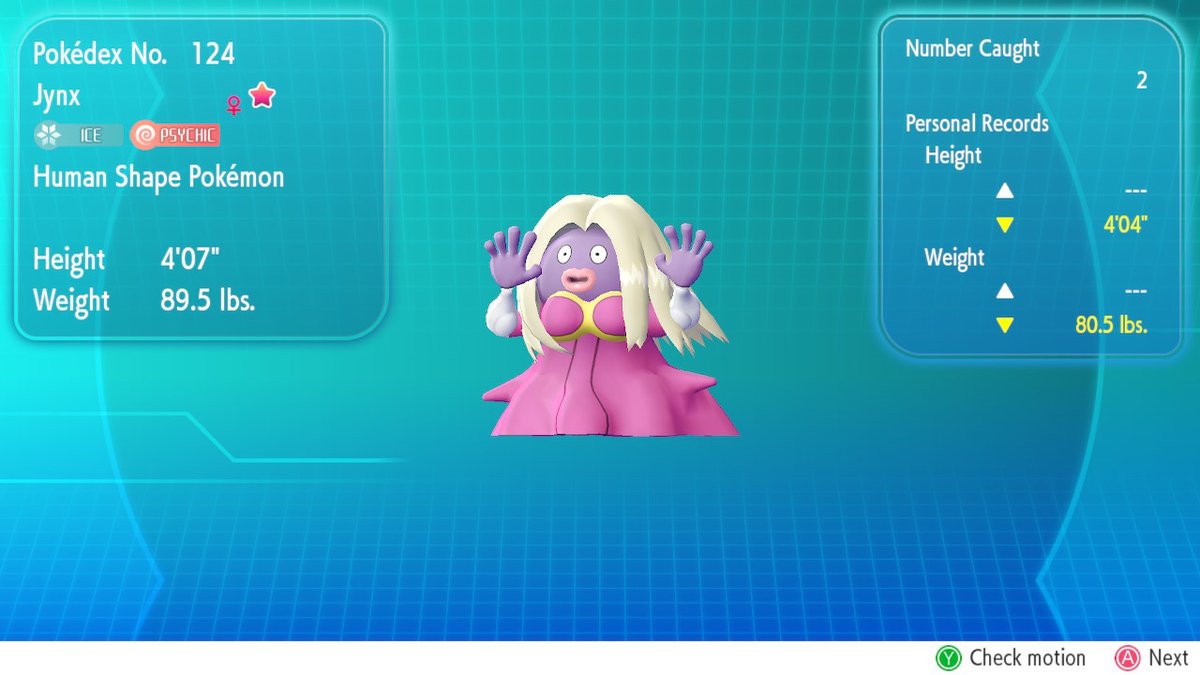 Pokédex No. 124
Jynx ♀
ICE PSYCHIC
Human Shape Pokémon
Height 4'07"
Weight 89.5 lbs.
Number Caught
2
Personal Records
Height
▲ ---
▼ 4'04"
Weight
▲ ---
▼ 80.5 lbs.
Y Check motion A Next